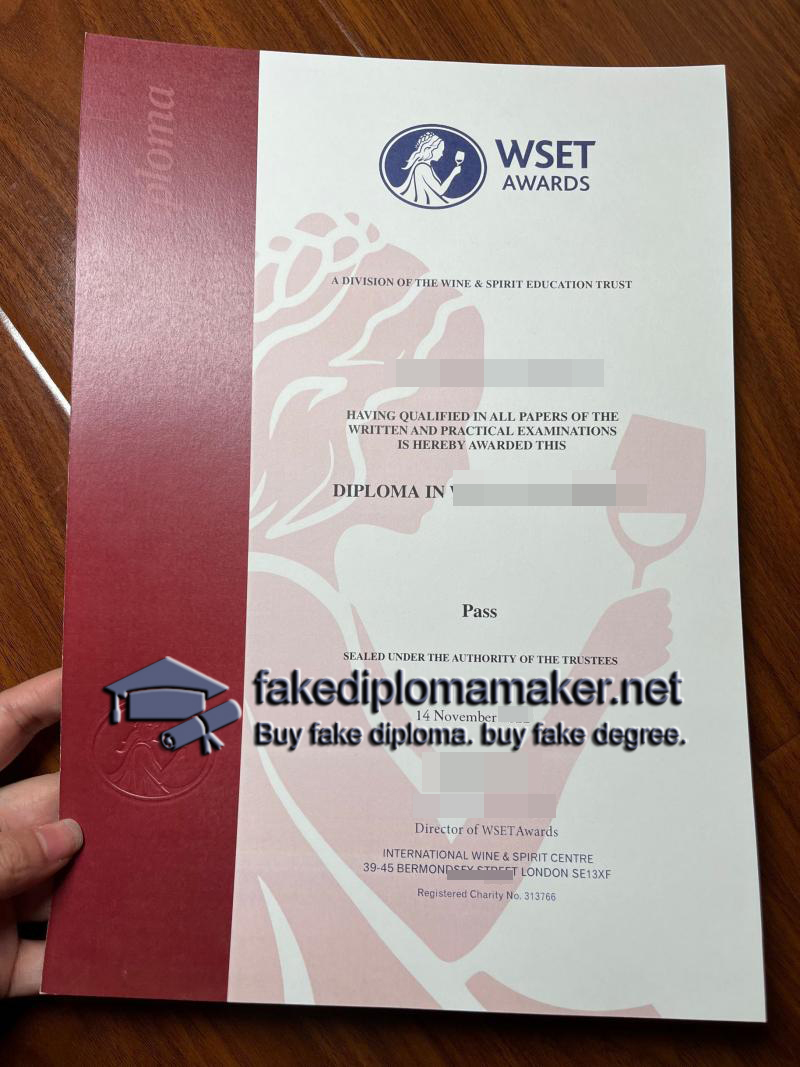 ploma
WSET
AWARDS
A DIVISION OF THE WINE & SPIRIT EDUCATION TRUST
HAVING QUALIFIED IN ALL PAPERS OF THE
WRITTEN AND PRACTICAL EXAMINATIONS
IS HEREBY AWARDED THIS
DIPLOMA IN
Pass
SEALED UNDER THE AUTHORITY OF THE TRUSTEES
fakediplomamaker.net
14 November
Buy fake diploma. buy fake degree.
Director of WSET Awards
INTERNATIONAL WINE & SPIRIT CENTRE
39-45 BERMONDSEY STREET LONDON SE13XF
Registered Charity No. 313766